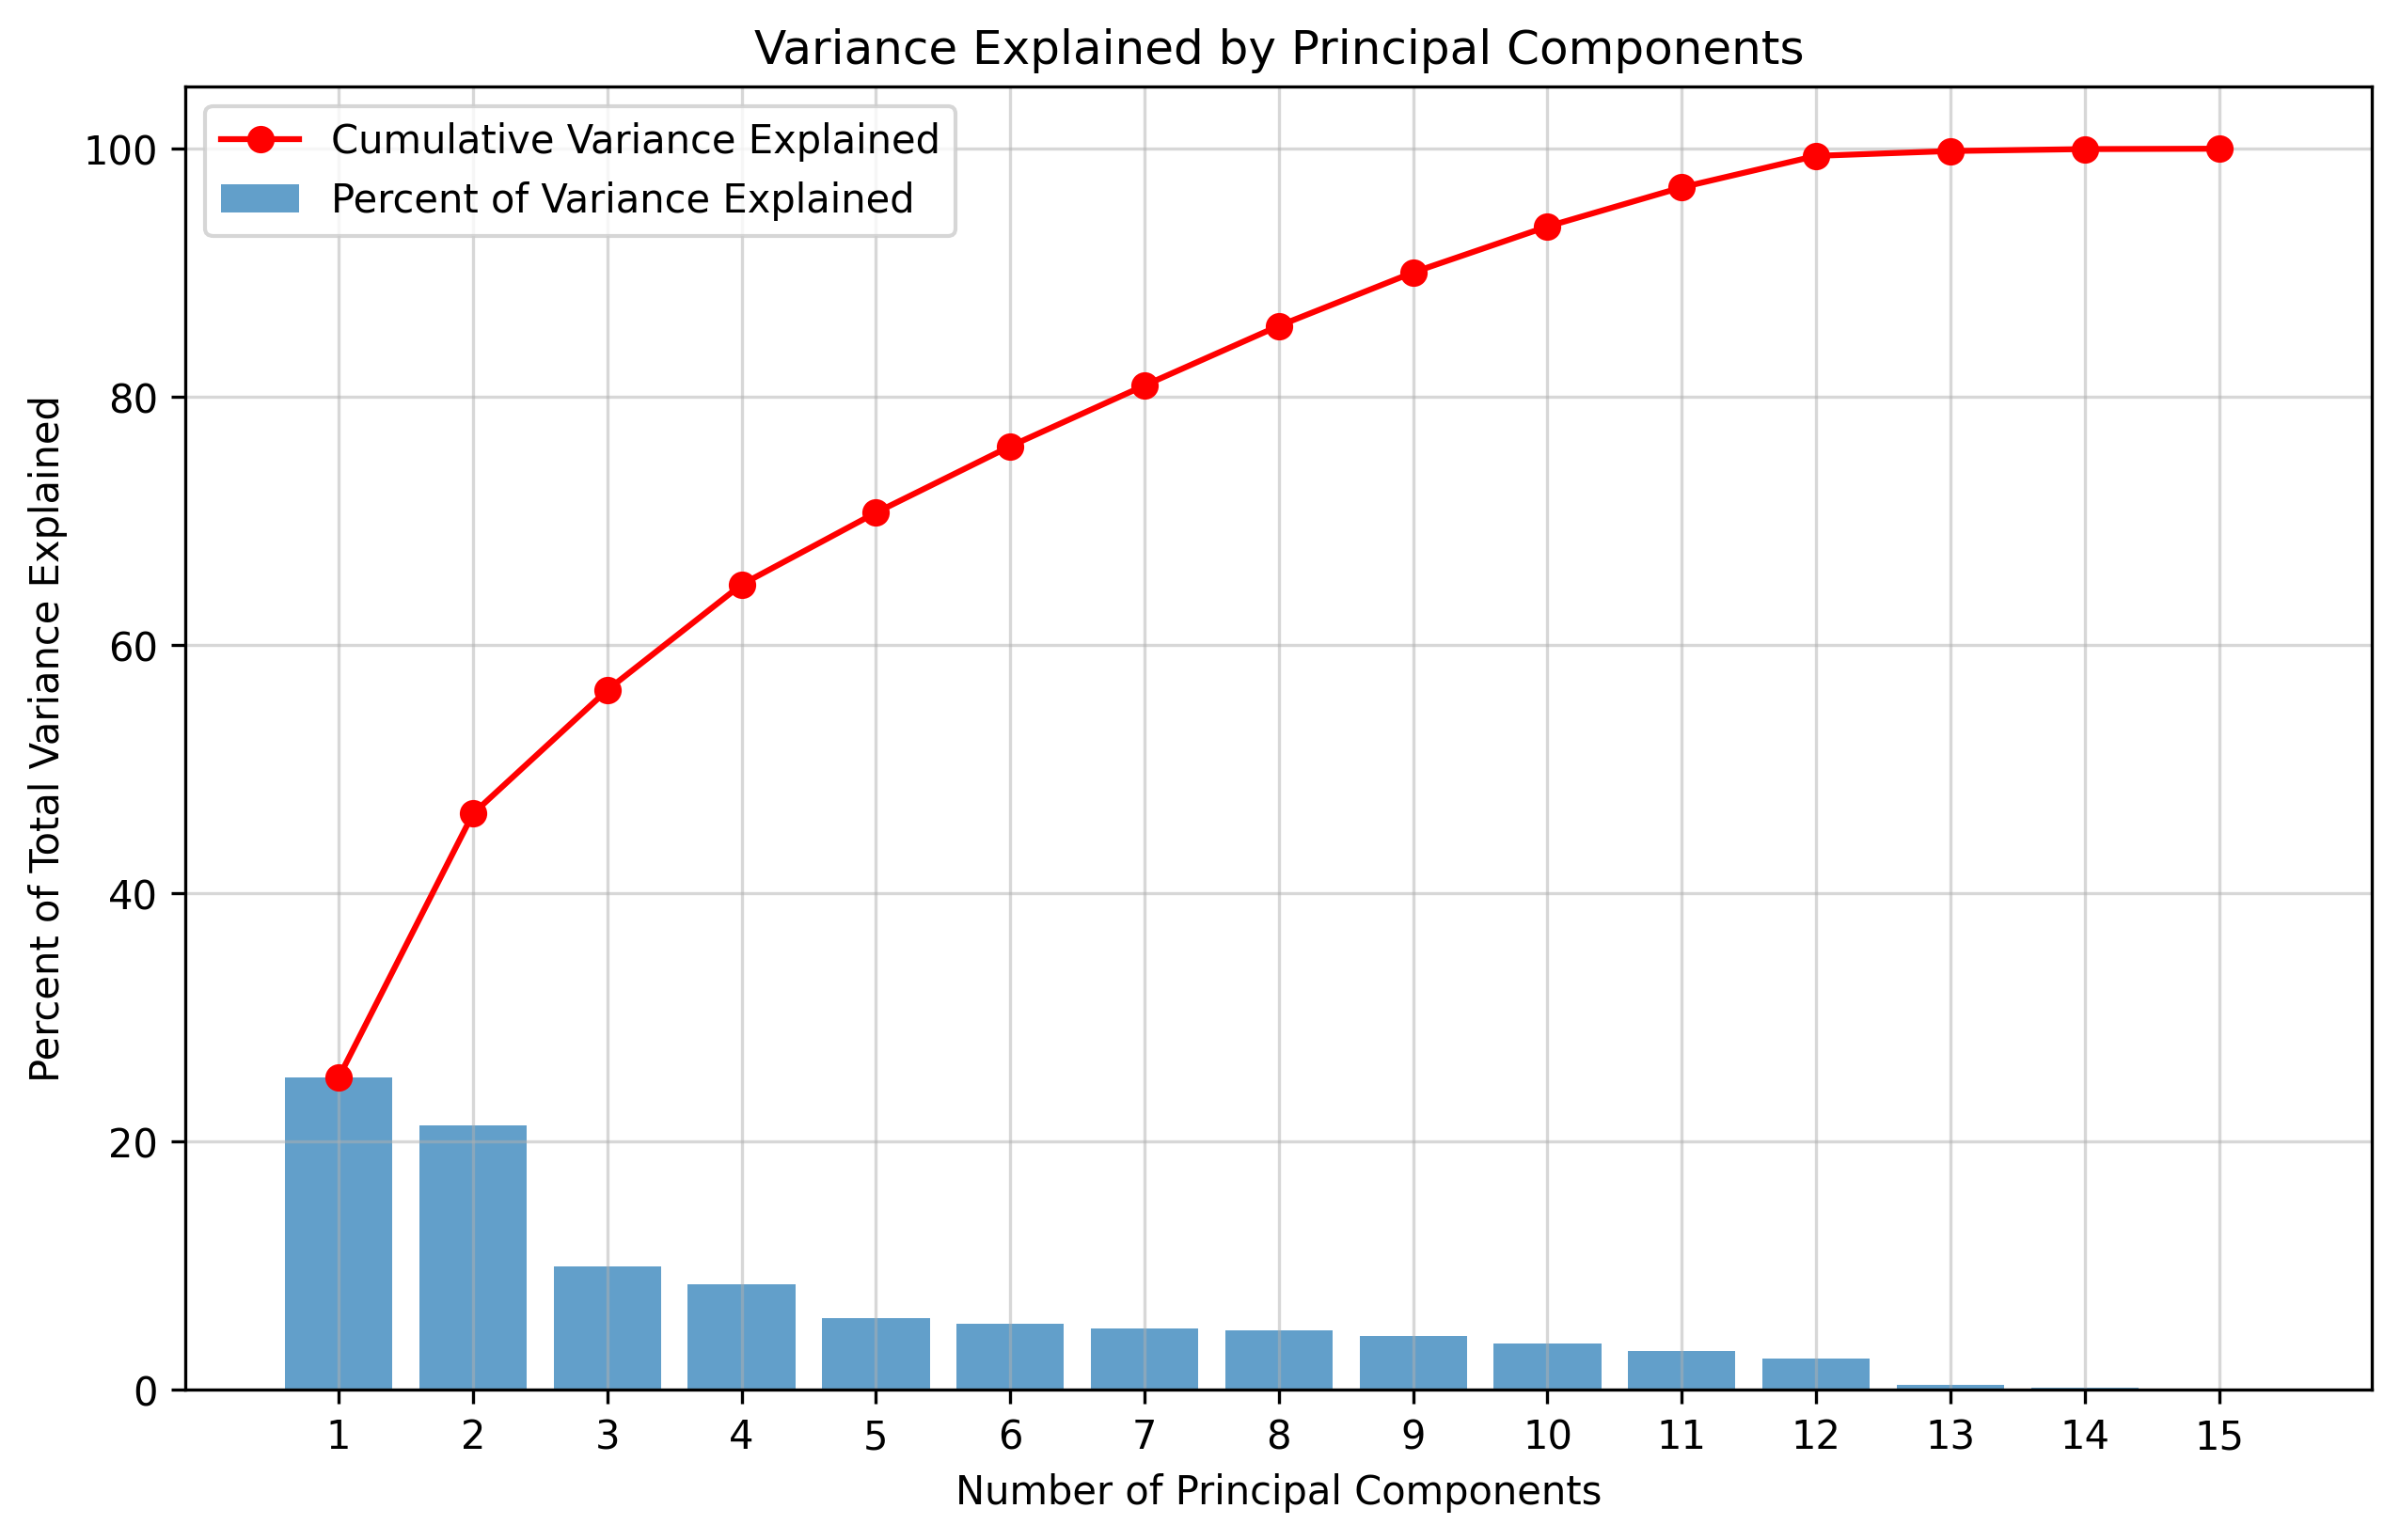 Variance Explained by Principal Components
Cumulative Variance Explained
Percent of Variance Explained
Percent of Total Variance Explained
100
80
60
40
20
0
1 2 3 4 5 6 7 8 9 10 11 12 13 14 15
Number of Principal Components